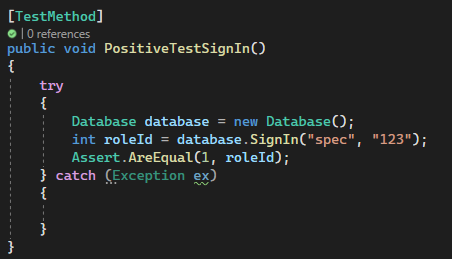 [TestMethod]
| 0 references
public void PositiveTestSignIn()
{
try
{
Database database = new Database();
int roleId = database.SignIn("spec", "123");
Assert.AreEqual(1, roleId);
} catch (Exception ex)
{
}
}